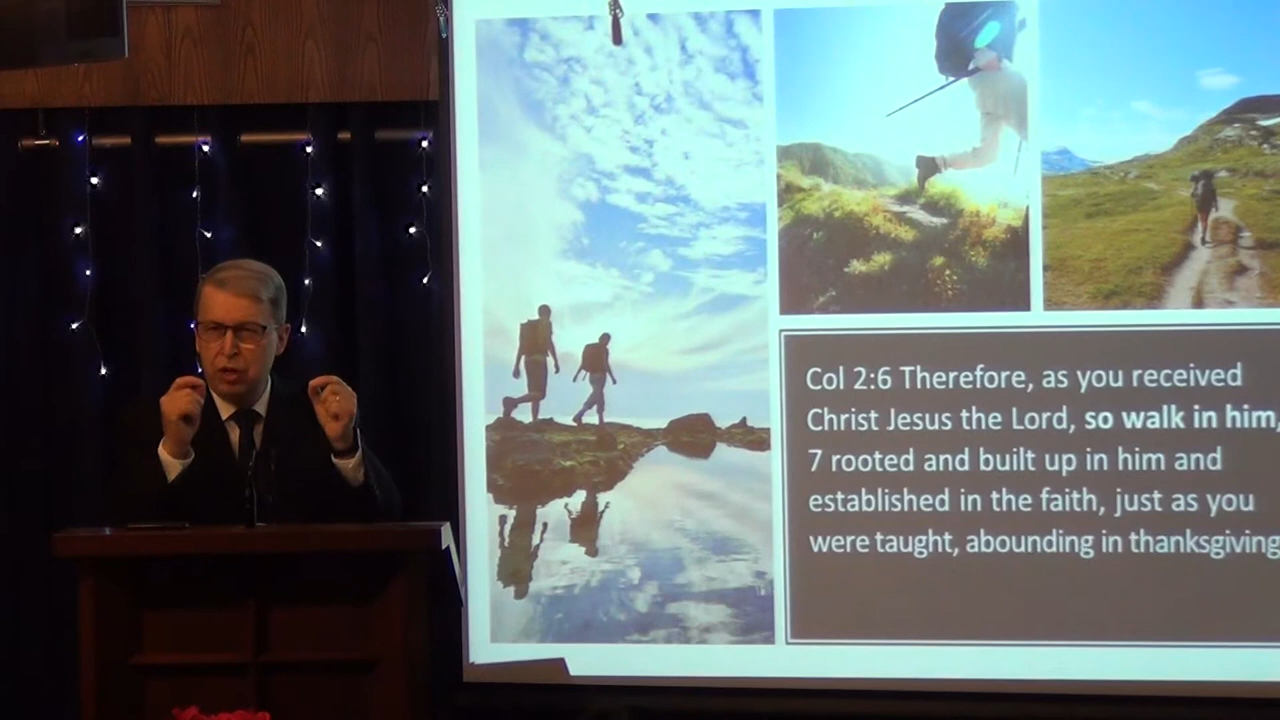 Col 2:6 Therefore, as you received
Christ Jesus the Lord, so walk in him,
7 rooted and built up in him and
established in the faith, just as you
were taught, abounding in thanksgiving